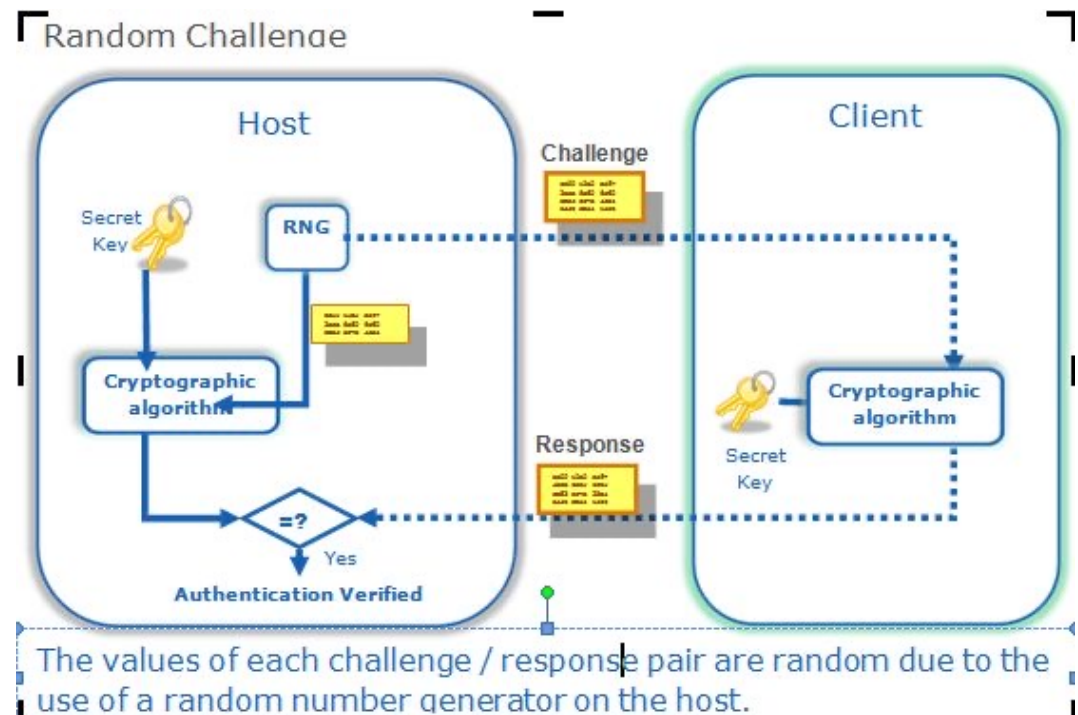 Random Challenge
Host
Client
Challenge
Secret
Key
RNG
Cryptographic
algorithm
Cryptographic
algorithm
Response
Secret
Key
=?
Yes
Authentication Verified
The values of each challenge / response pair are random due to the
use of a random number generator on the host.